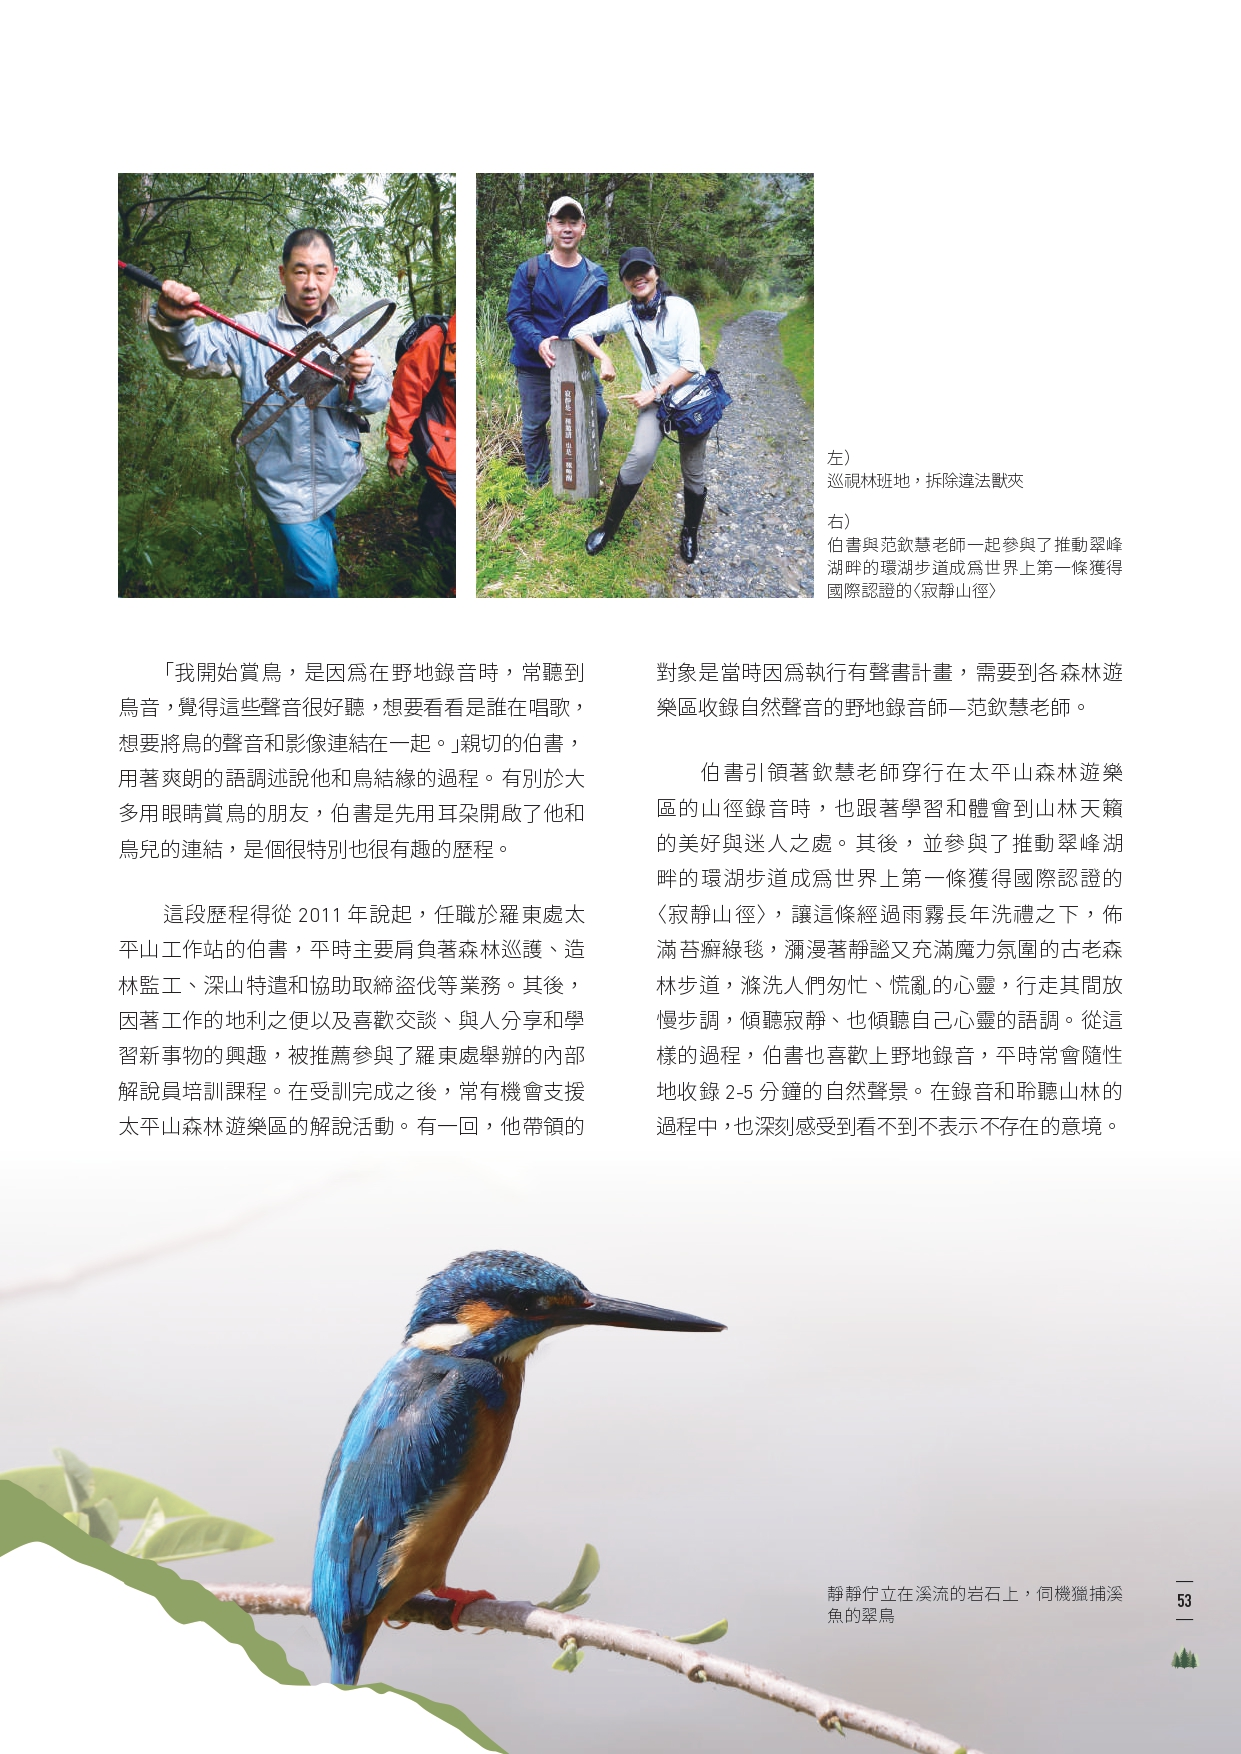 左）
巡視林班地，拆除違法獸夾
右）
伯書與范欽慧老師一起參與了推動翠峰
湖畔的環湖步道成為世界上第一條獲得
國際認證的〈寂靜山徑〉
「我開始賞鳥，是因為在野地錄音時，常聽到
鳥音，覺得這些聲音很好聽，想要看看是誰在唱歌，
想要將鳥的聲音和影像連結在一起。」親切的伯書，
用著爽朗的語調述說他和鳥結緣的過程。有別於大
多用眼睛賞鳥的朋友，伯書是先用耳朵開啟了他和
鳥兒的連結，是個很特別也很有趣的歷程。
這段歷程得從 2011 年說起，任職於羅東處太
平山工作站的伯書，平時主要肩負著森林巡護、造
林監工、深山特遣和協助取締盜伐等業務。其後，
因著工作的地利之便以及喜歡交談、與人分享和學
習新事物的興趣，被推薦參與了羅東處舉辦的內部
解說員培訓課程。在受訓完成之後，常有機會支援
太平山森林遊樂區的解說活動。有一回，他帶領的
對象是當時因為執行有聲書計畫，需要到各森林遊
樂區收錄自然聲音的野地錄音師—范欽慧老師。
伯書引領著欽慧老師穿行在太平山森林遊樂
區的山徑錄音時，也跟著學習和體會到山林天籟
的美好與迷人之處。其後，並參與了推動翠峰湖
畔的環湖步道成為世界上第一條獲得國際認證的
〈寂靜山徑〉，讓這條經過雨霧長年洗禮之下，佈
滿苔癬綠毯，瀰漫著靜謐又充滿魔力氛圍的古老森
林步道，滌洗人們匆忙、慌亂的心靈，行走其間放
慢步調，傾聽寂靜、也傾聽自己心靈的語調。從這
樣的過程，伯書也喜歡上野地錄音，平時常會隨性
地收錄 2-5 分鐘的自然聲景。在錄音和聆聽山林的
過程中，也深刻感受到看不到不表示不存在的意境。
靜靜佇立在溪流的岩石上，伺機獵捕溪
魚的翠鳥
53